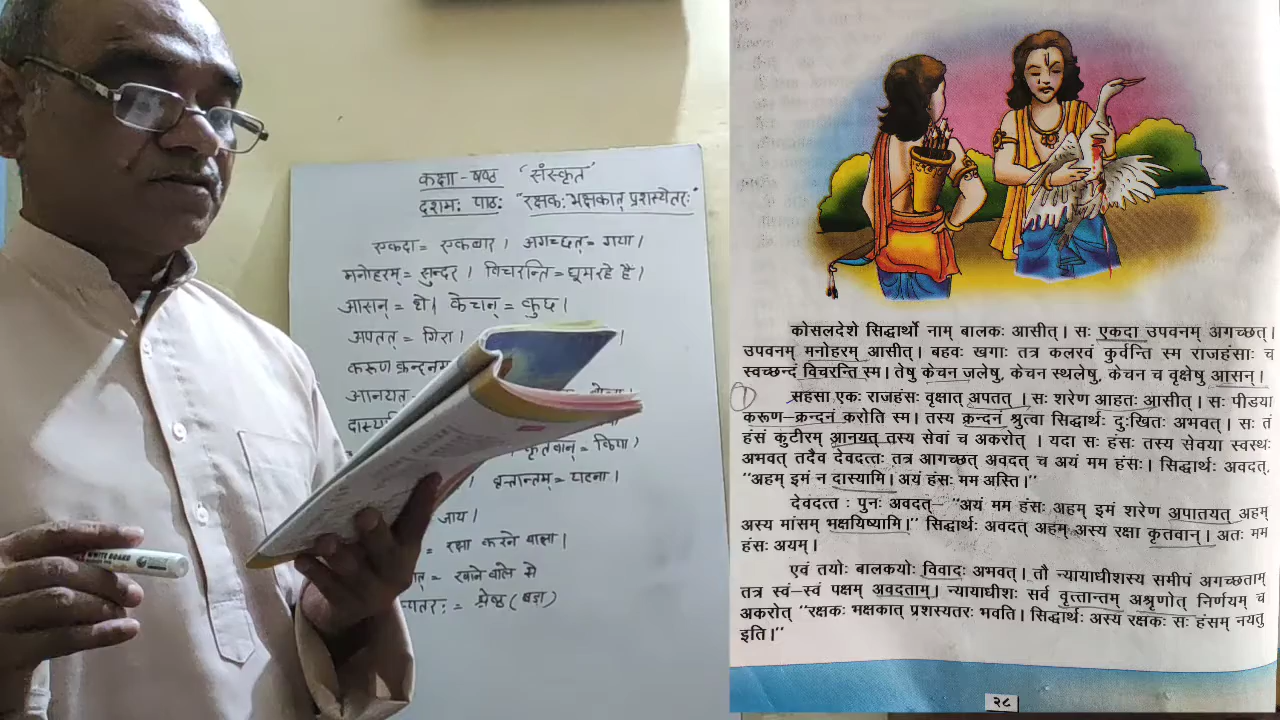 कक्षा - षष्ठ 'संस्कृत'
दशमः पाठः "रक्षकः भक्षकात् प्रशस्यतरः"
एकदा = एकबार । अगच्छत् = गया ।
मनोहरम् = सुन्दर । विचरन्ति = घूम रहे है ।
आसन् = थे । केचन् = कुछ ।
अपतत् = गिरा ।
करूण क्रन्दनम्
आनयत्
दास्या
कृतवान् = किया ।
वृत्तान्तम् = घटना ।
जाय ।
= रक्षा करने वाला ।
= खाने वाले से
= श्रेष्ठ (बड़ा)
WHITE BOARD
कोसलदेशे सिद्धार्थो नाम बालकः आसीत् । सः एकदा उपवनम् अगच्छत् ।
उपवनम् मनोहरम् आसीत् । बहवः खगाः तत्र कलरवं कुर्वन्ति स्म राजहंसाः च
स्वच्छन्दं विचरन्ति स्म । तेषु केचन जलेषु, केचन स्थलेषु, केचन च वृक्षेषु आसन् ।
सहसा एकः राजहंसः वृक्षात् अपतत् । सः शरेण आहतः आसीत् । सः पीडया
करूण–क्रन्दनं करोति स्म । तस्य क्रन्दनं श्रुत्वा सिद्धार्थः दुःखितः अभवत् । सः तं
हंसं कुटीरम् आनयत् तस्य सेवां च अकरोत् । यदा सः हंसः तस्य सेवया स्वस्थः
अभवत् तदैव देवदत्तः तत्र आगच्छत् अवदत् च अयं मम हंसः । सिद्धार्थः अवदत्,
"अहम् इमं न दास्यामि । अयं हंसः मम अस्ति ।"
देवदत्त : पुनः अवदत् – "अयं मम हंसः अहम् इमं शरेण अपातयत् अहम्
अस्य मांसम् भक्षयिष्यामि ।" सिद्धार्थः अवदत् अहम् अस्य रक्षा कृतवान् । अतः मम
हंसः अयम् ।
एवं तयोः बालकयोः विवादः अभवत् । तौ न्यायाधीशस्य समीपं अगच्छताम्
तत्र स्वं–स्वं पक्षम् अवदताम् । न्यायाधीशः सर्वं वृत्तान्तम् अश्रृणोत् निर्णयम् च
अकरोत् "रक्षकः भक्षकात् प्रशस्यतरः भवति । सिद्धार्थः अस्य रक्षकः सः हंसम् नयतु
इति ।"
२८